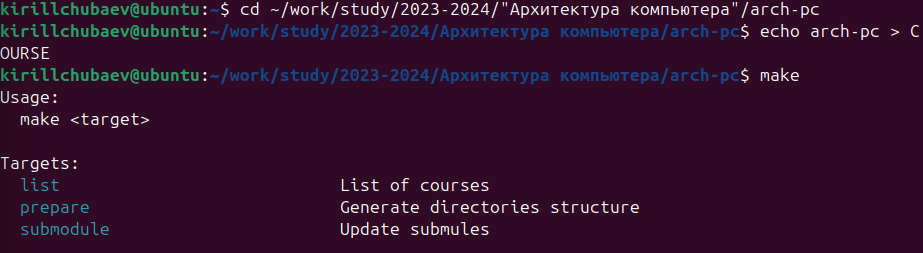 kirillchubaev@ubuntu:~$ cd ~/work/study/2023-2024/"Архитектура компьютера"/arch-pc
kirillchubaev@ubuntu:~/work/study/2023-2024/Архитектура компьютера/arch-pc$ echo arch-pc > C
OURSE
kirillchubaev@ubuntu:~/work/study/2023-2024/Архитектура компьютера/arch-pc$ make
Usage:
  make <target>

Targets:
  list                          List of courses
  prepare                       Generate directories structure
  submodule                     Update submules